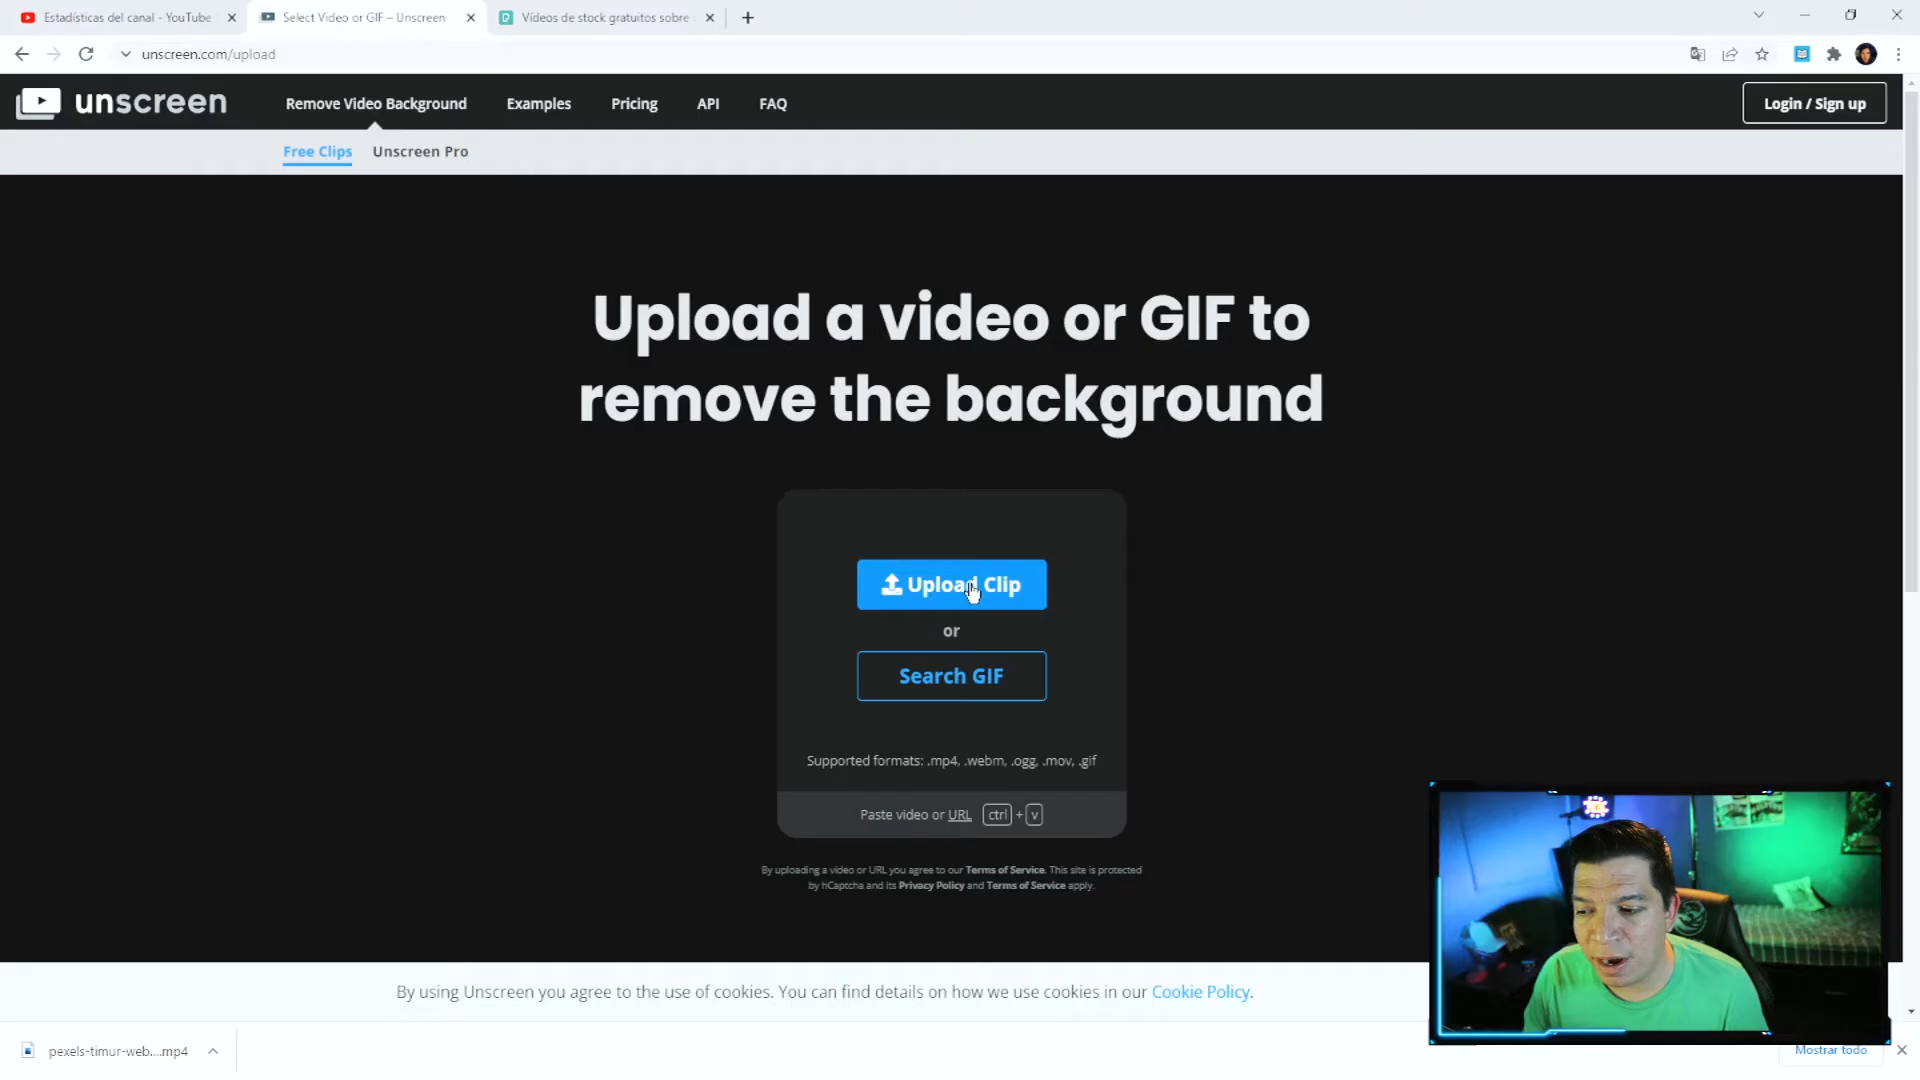 Estadísticas del canal - YouTube
Select Video or GIF – Unscreen
Vídeos de stock gratuitos sobre
unscreen.com/upload
unscreen
Remove Video Background
Examples
Pricing
API
FAQ
Login / Sign up
Free Clips
Unscreen Pro
Upload a video or GIF to
remove the background
Upload Clip
or
Search GIF
Supported formats: .mp4, .webm, .ogg, .mov, .gif
Paste video or URL ctrl + v
By uploading a video or URL you agree to our Terms of Service. This site is protected
by hCaptcha and its Privacy Policy and Terms of Service apply.
By using Unscreen you agree to the use of cookies. You can find details on how we use cookies in our Cookie Policy.
pexels-timur-web....mp4
Mostrar todo